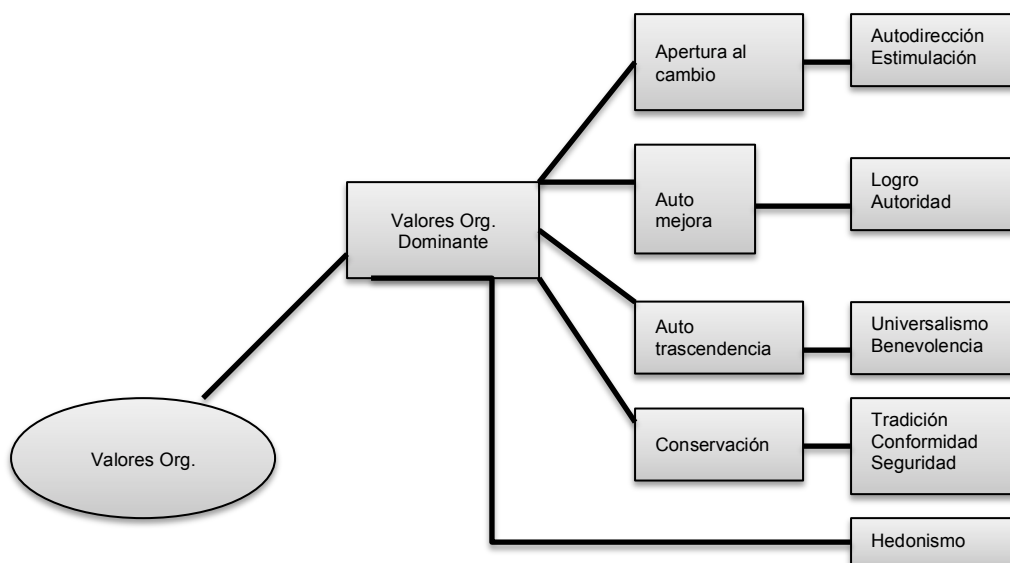 Apertura al
cambio
Autodirección
Estimulación
Auto
mejora
Logro
Autoridad
Valores Org.
Dominante
Auto
trascendencia
Universalismo
Benevolencia
Conservación
Tradición
Conformidad
Seguridad
Valores Org.
Hedonismo